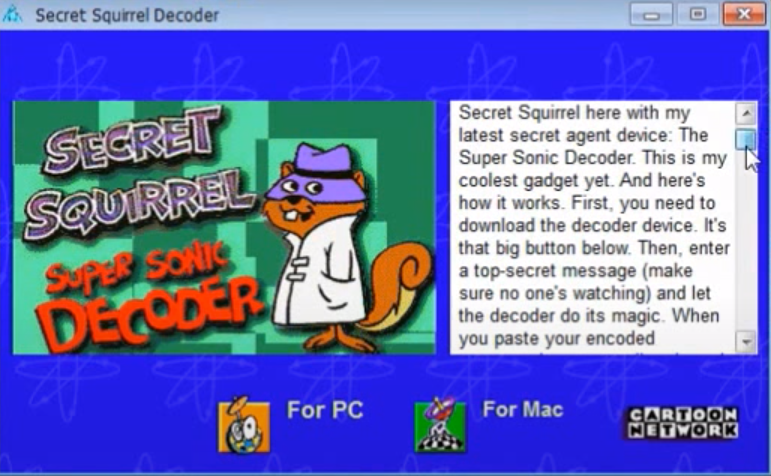 Secret Squirrel Decoder
SECRET
SQUIRREL
SUPER SONIC
DECODER
Secret Squirrel here with my
latest secret agent device: The
Super Sonic Decoder. This is my
coolest gadget yet. And here's
how it works. First, you need to
download the decoder device. It's
that big button below. Then, enter
a top-secret message (make
sure no one's watching) and let
the decoder do its magic. When
you paste your encoded
For PC
For Mac
CARTOON
NETWORK